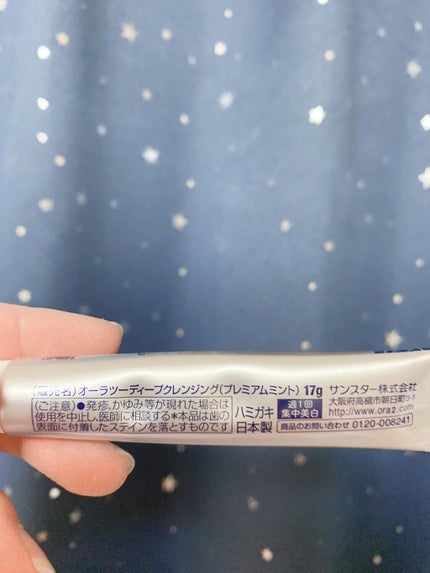 (販売名)オーラツーディープクレンジング(プレミアムミント) 17g
(ご注意)●発疹、かゆみ等が現れた場合は
使用を中止し、医師に相談する*本品は歯の
表面に付着したステインを落とすものです
ハミガキ
日本製
週1回
集中美白
サンスター株式会社
大阪府高槻市朝日町3-1
http://www.ora2.com
商品のお問い合わせ 0120-008241